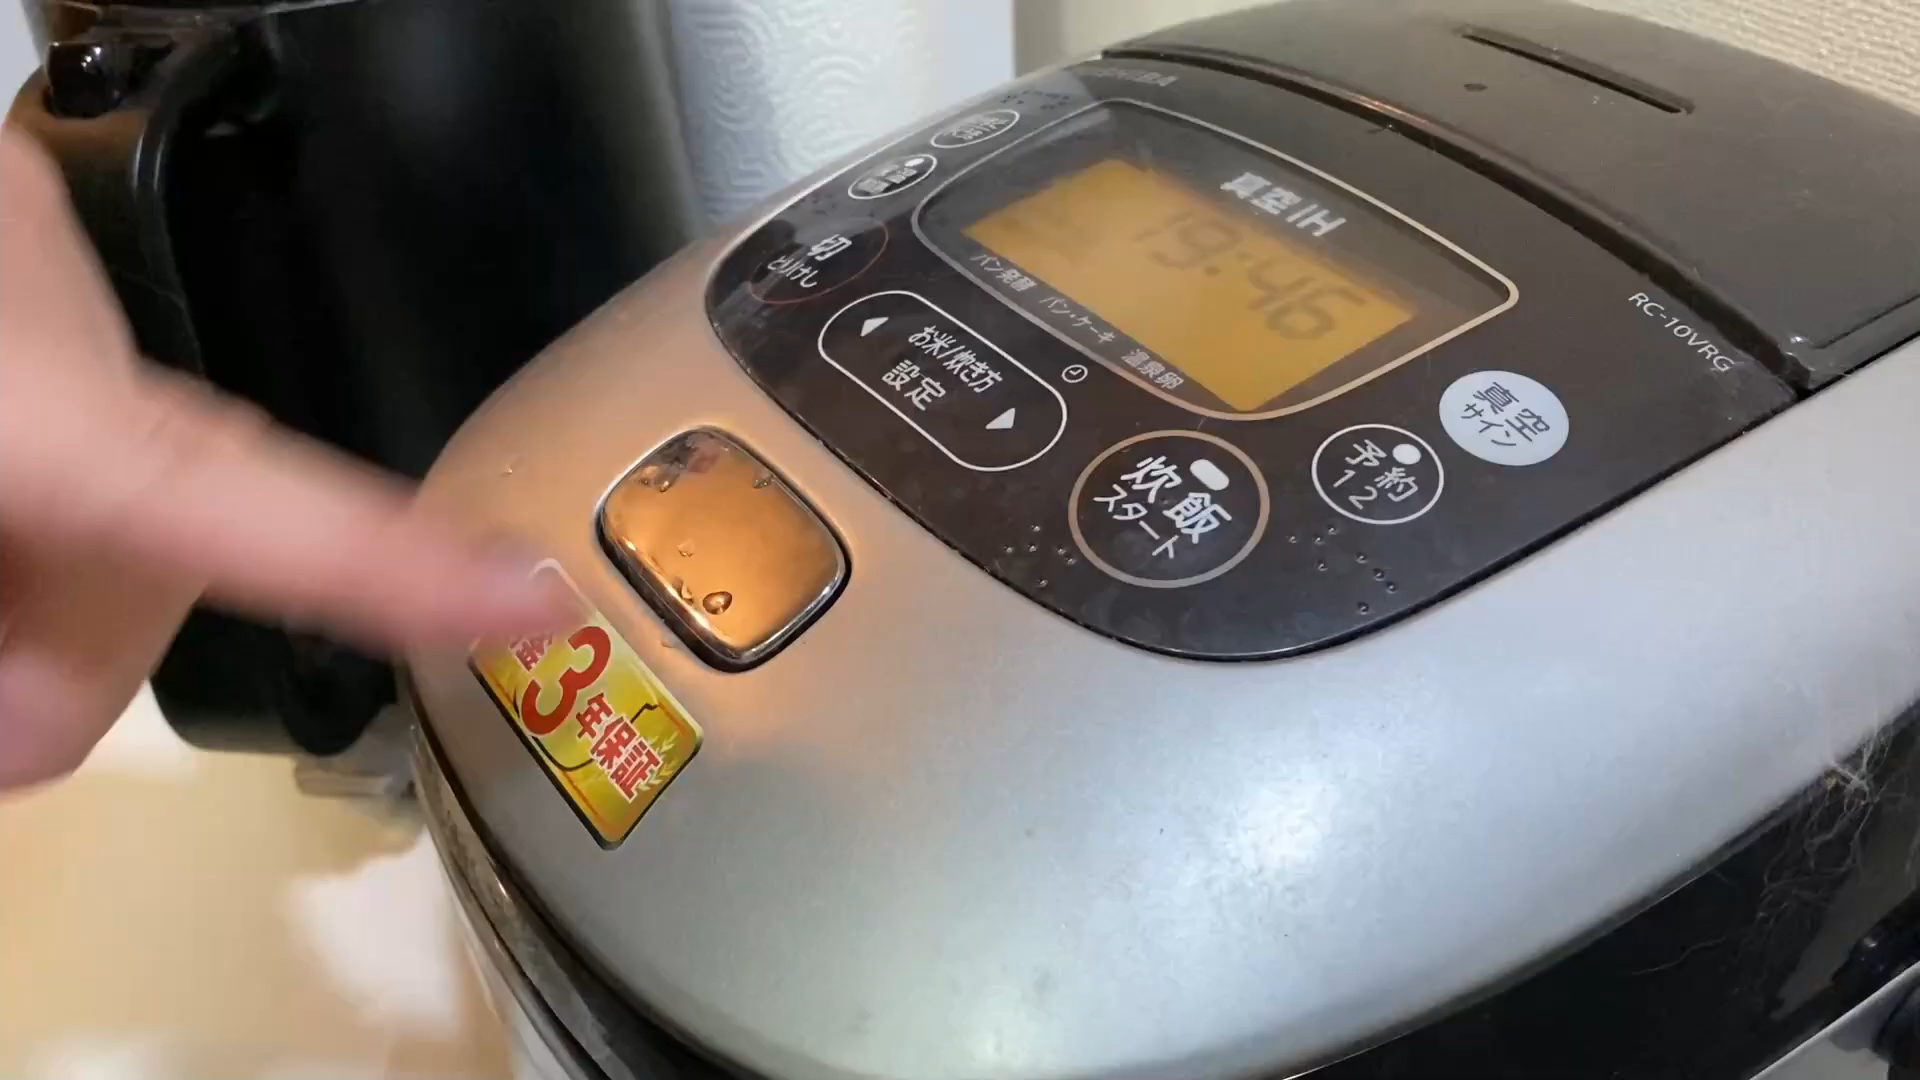 真空IH
19:46
パン発酵 パン・ケーキ 温泉卵
切
とりけし
お米/炊き方
設定
炊飯
スタート
予約
12
真空
サイン
RC-10VRG
3年保証